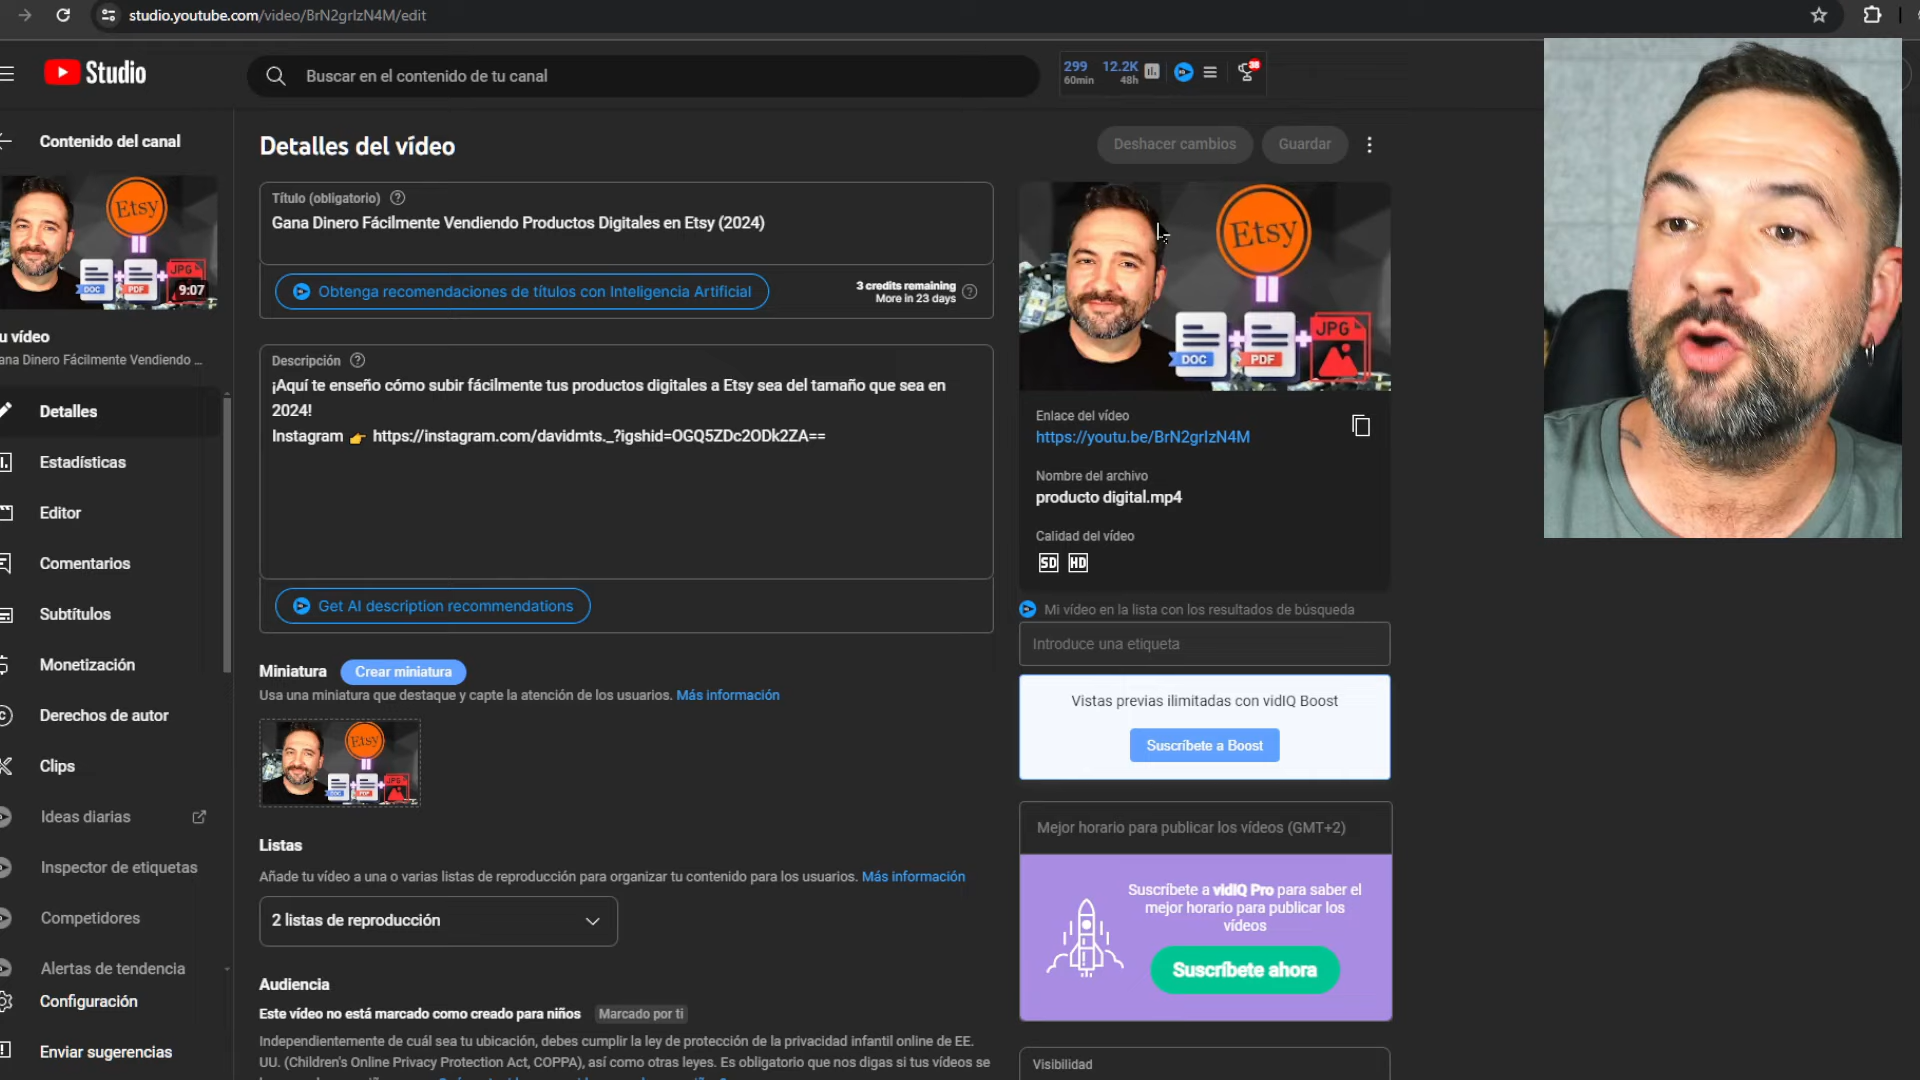 studio.youtube.com/video/BrN2grIzN4M/edit
Studio
Buscar en el contenido de tu canal
299
60min
12.2K
48h
38
Contenido del canal
Detalles del vídeo
Deshacer cambios
Guardar
Etsy
DOC
PDF
JPG
9:07
u vídeo
ana Dinero Fácilmente Vendiendo ...
Detalles
Estadísticas
Editor
Comentarios
Subtítulos
Monetización
Derechos de autor
Clips
Ideas diarias
Inspector de etiquetas
Competidores
Alertas de tendencia
Configuración
Enviar sugerencias
Título (obligatorio)
Gana Dinero Fácilmente Vendiendo Productos Digitales en Etsy (2024)
Obtenga recomendaciones de títulos con Inteligencia Artificial
3 credits remaining
More in 23 days
Descripción
¡Aquí te enseño cómo subir fácilmente tus productos digitales a Etsy sea del tamaño que sea en
2024!
Instagram 👉 https://instagram.com/davidmts._?igshid=OGQ5ZDc2ODk2ZA==
Get AI description recommendations
Miniatura
Crear miniatura
Usa una miniatura que destaque y capte la atención de los usuarios. Más información
Etsy
JPG
Listas
Añade tu vídeo a una o varias listas de reproducción para organizar tu contenido para los usuarios. Más información
2 listas de reproducción
Audiencia
Este vídeo no está marcado como creado para niños
Marcado por ti
Independientemente de cuál sea tu ubicación, debes cumplir la ley de protección de la privacidad infantil online de EE.
UU. (Children's Online Privacy Protection Act, COPPA), así como otras leyes. Es obligatorio que nos digas si tus vídeos se
Etsy
DOC
PDF
JPG
Enlace del vídeo
https://youtu.be/BrN2grIzN4M
Nombre del archivo
producto digital.mp4
Calidad del vídeo
SD HD
Mi vídeo en la lista con los resultados de búsqueda
Introduce una etiqueta
Vistas previas ilimitadas con vidIQ Boost
Suscríbete a Boost
Mejor horario para publicar los vídeos (GMT+2)
Suscríbete a vidIQ Pro para saber el
mejor horario para publicar los
vídeos
Suscríbete ahora
Visibilidad